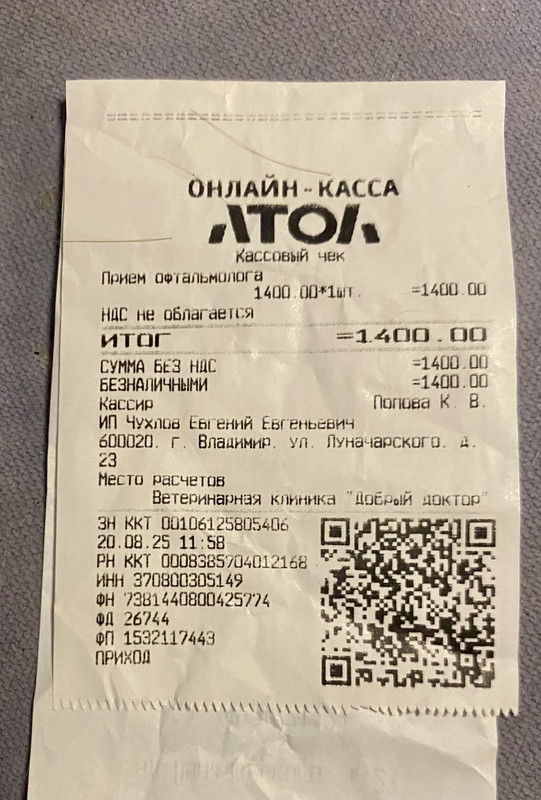 ОНЛАЙН-КАССА
АТОЛ
Кассовый чек
Прием офтальмолога
1400.00*1шт. =1400.00
НДС не облагается
ИТОГ =1400.00
СУММА БЕЗ НДС =1400.00
БЕЗНАЛИЧНЫМИ =1400.00
Кассир Попова К. В.
ИП Чухлов Евгений Евгеньевич
600020. г. Владимир. ул. Луначарского. д.
23
Место расчетов
Ветеринарная клиника "Добрый доктор"
ЗН ККТ 00106125805406
20.08.25 11:58
РН ККТ 0008385704012168
ИНН 370800305149
ФН 7381440800425774
ФД 26744
ФП 1532117443
ПРИХОД